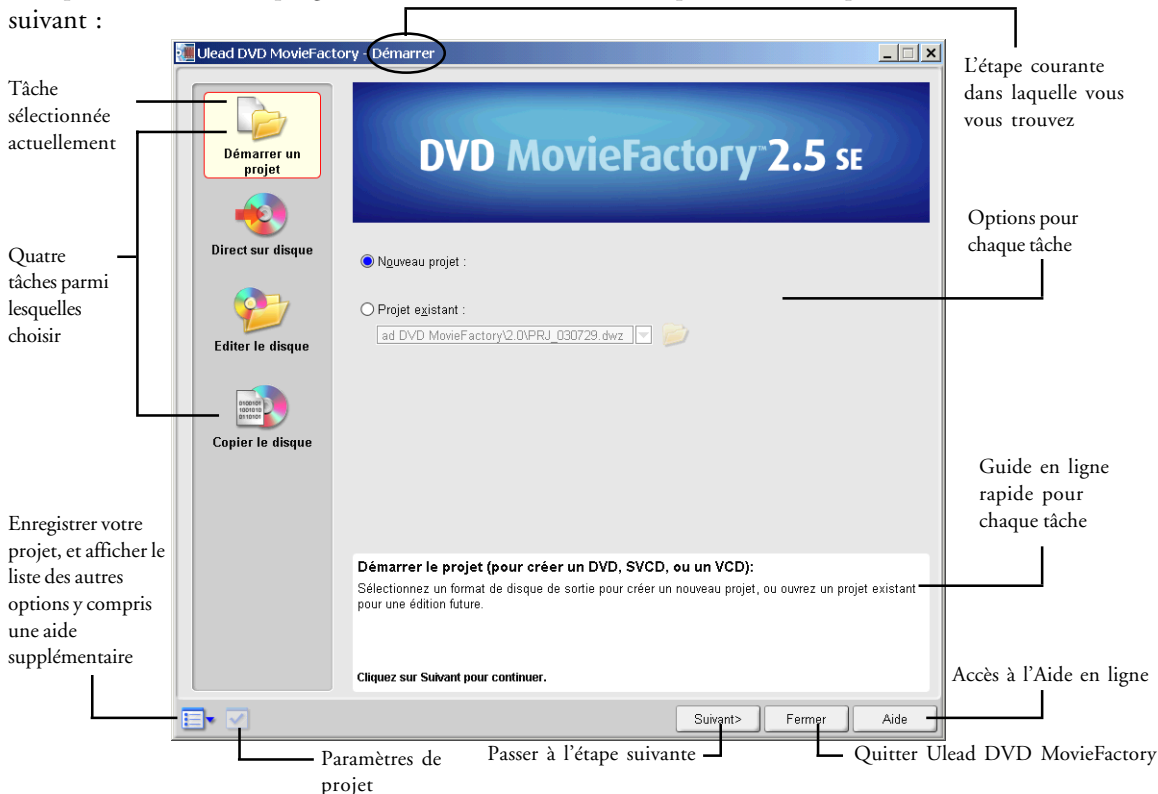 suivant :
Ulead DVD MovieFactory - Démarrer
L'étape courante
dans laquelle vous
vous trouvez
Tâche
sélectionnée
actuellement
Démarrer un
projet
DVD MovieFactory™ 2.5 SE
Direct sur disque
Quatre
tâches parmi
lesquelles
choisir
Options pour
chaque tâche
Nouveau projet :
Projet existant :
ad DVD MovieFactory\2.0\PRJ_030729.dwz
Editer le disque
0100101
1001010
0110101
Copier le disque
Guide en ligne
rapide pour
chaque tâche
Enregistrer votre
projet, et afficher le
liste des autres
options y compris
une aide
supplémentaire
Démarrer le projet (pour créer un DVD, SVCD, ou un VCD):
Sélectionnez un format de disque de sortie pour créer un nouveau projet, ou ouvrez un projet existant
pour une édition future.
Cliquez sur Suivant pour continuer.
Accès à l'Aide en ligne
Suivant>
Fermer
Aide
Paramètres de
projet
Passer à l'étape suivante
Quitter Ulead DVD MovieFactory